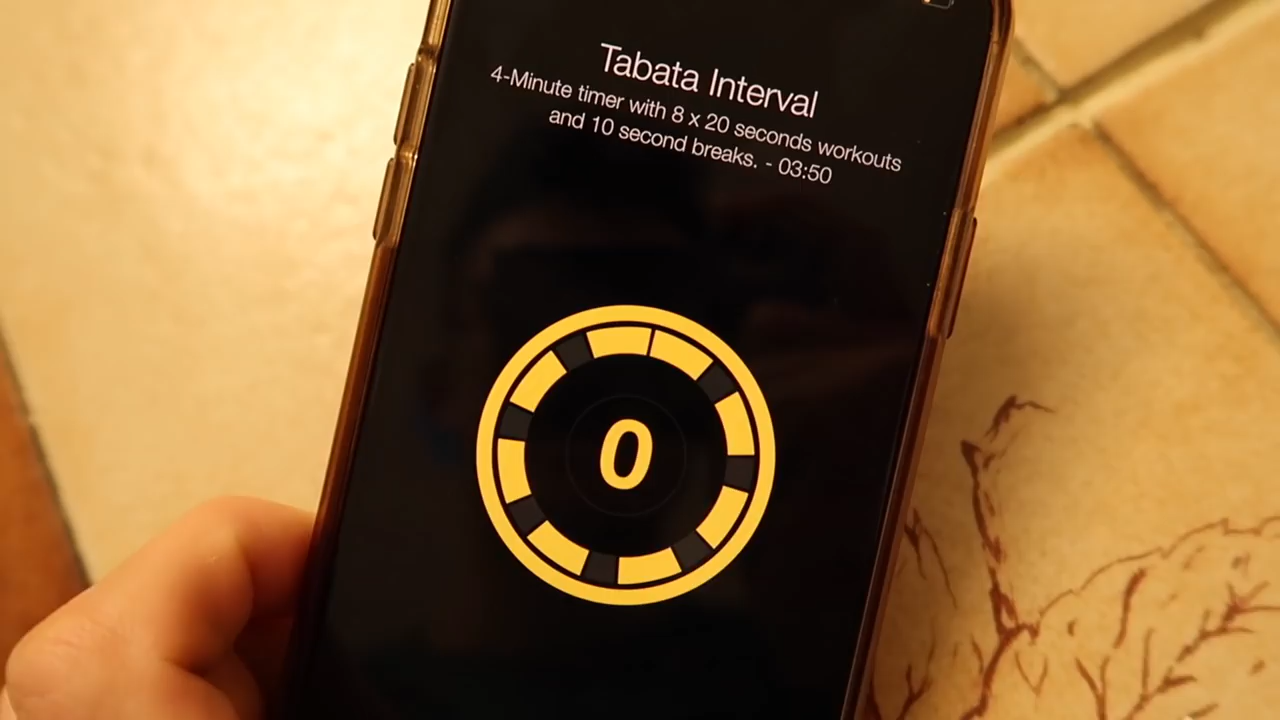 Tabata Interval
4-Minute timer with 8 x 20 seconds workouts
and 10 second breaks. - 03:50
0